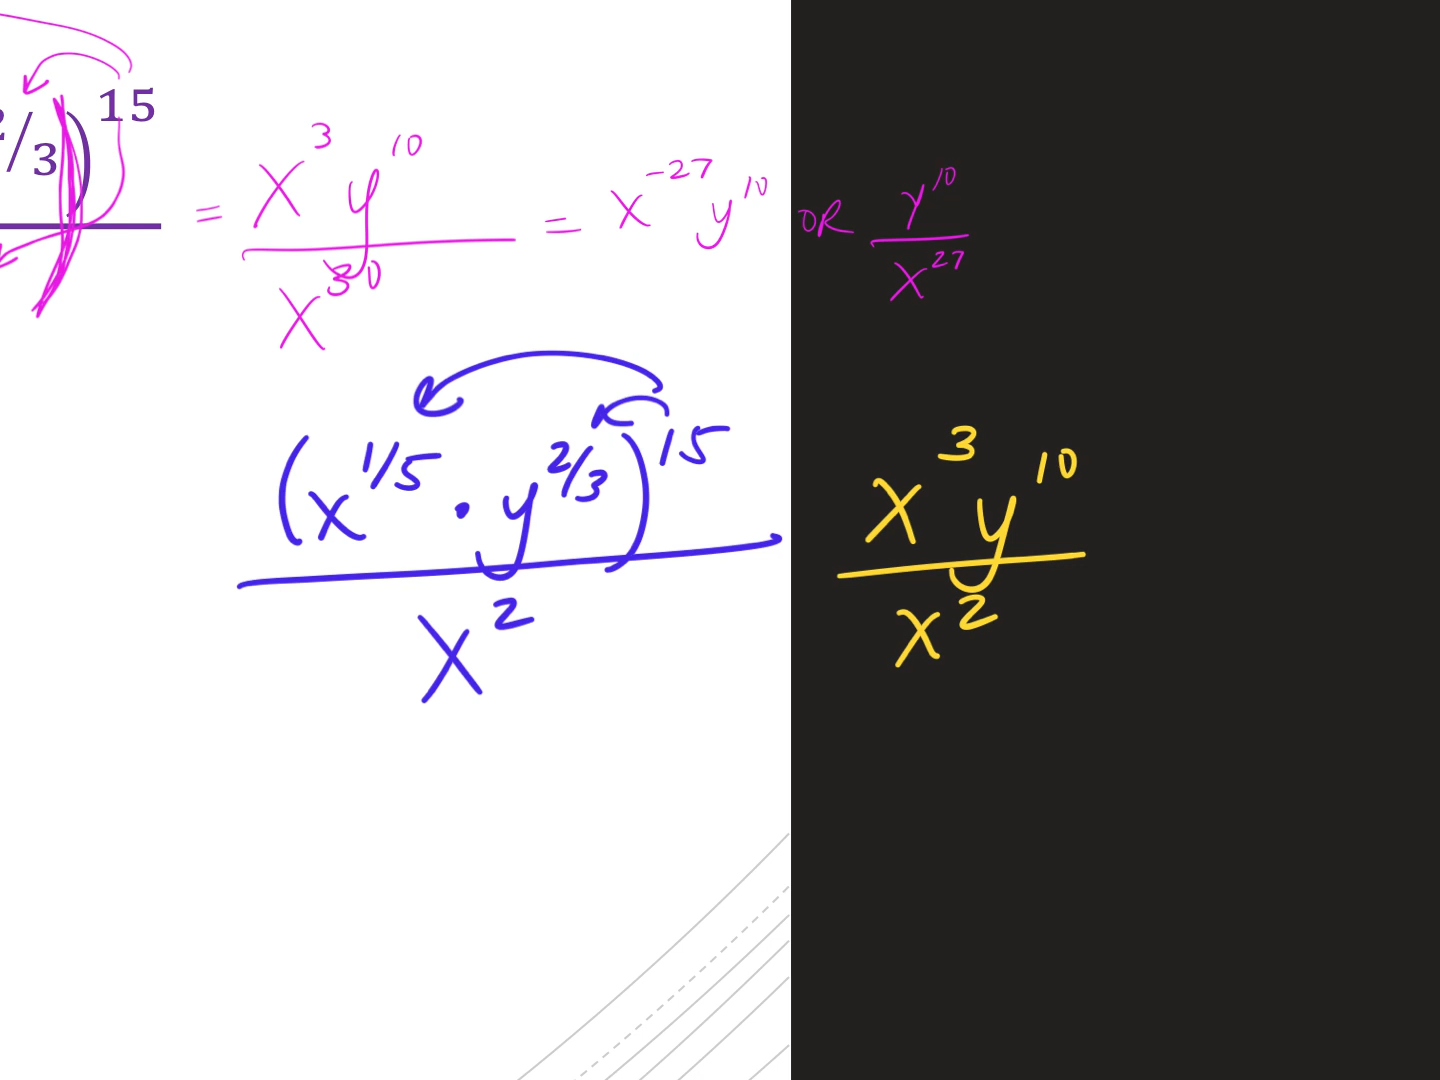 2/3)^15 = x^3 y^10 / x^30 = x^-27 y^10 OR y^10 / x^27
(x^1/5 · y^2/3)^15 / x^2
x^3 y^10 / x^2